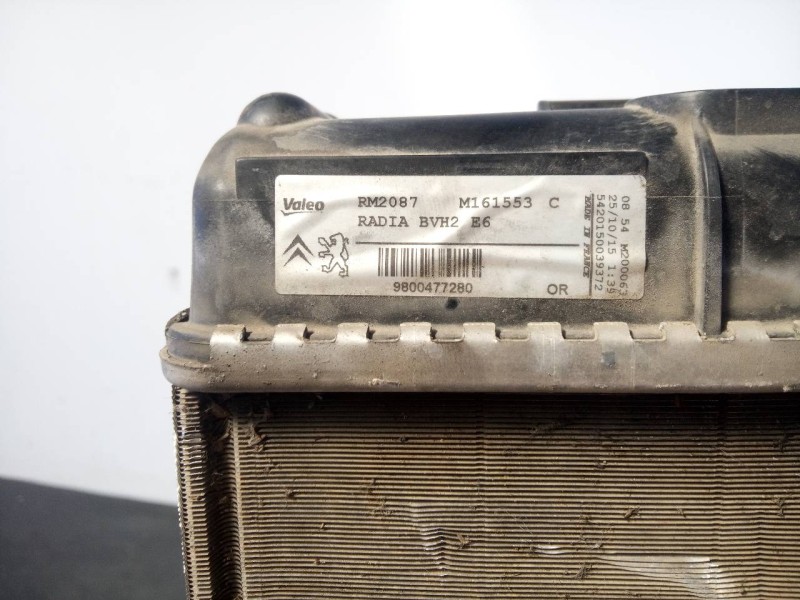 Valeo RM2087 M161553 C
RADIA BVH2 E6
9800477280 OR
MADE IN FRANCE
5420150039372
25/10/15 1:39
08 54 M200063